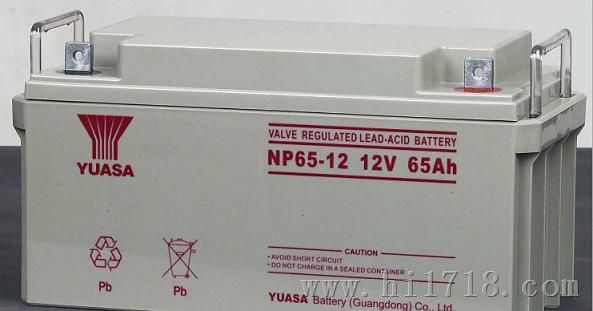 VALVE REGULATED LEAD-ACID BATTERY
NP65-12 12V 65Ah
YUASA
CAUTION
• AVOID SHORT CIRCUIT
• DO NOT CHARGE IN A SEALED CONTAINER
Pb
Pb
YUASA Battery (Guangdong) Co., Ltd.
www.hi1718.com